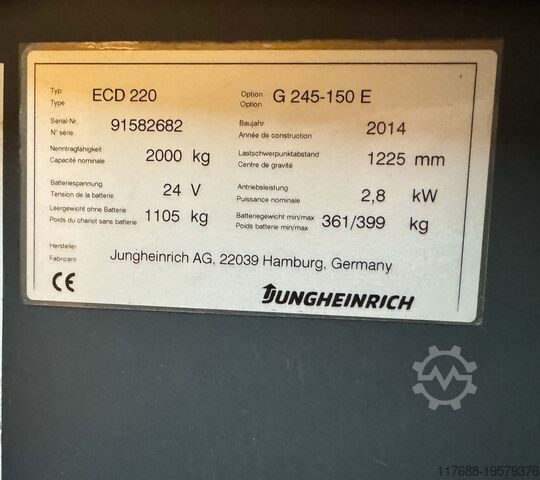 Typ ECD 220 Option G 245-150 E
Type Option
Serial-Nr. 91582682 Baujahr 2014
N° série Année de construction
Nenntragfähigkeit 2000 kg Lastschwerpunktabstand 1225 mm
Capacité nominale Centre de gravité
Batteriespannung 24 V Antriebsleistung 2,8 kW
Tension de la batterie Puissance nominale
Leergewicht ohne Batterie 1105 kg Batteriegewicht min/max 361/399 kg
Poids du chariot sans batterie Poids batterie min/max
Hersteller Jungheinrich AG, 22039 Hamburg, Germany
Fabricant
CE JUNGHEINRICH
117688-19579376